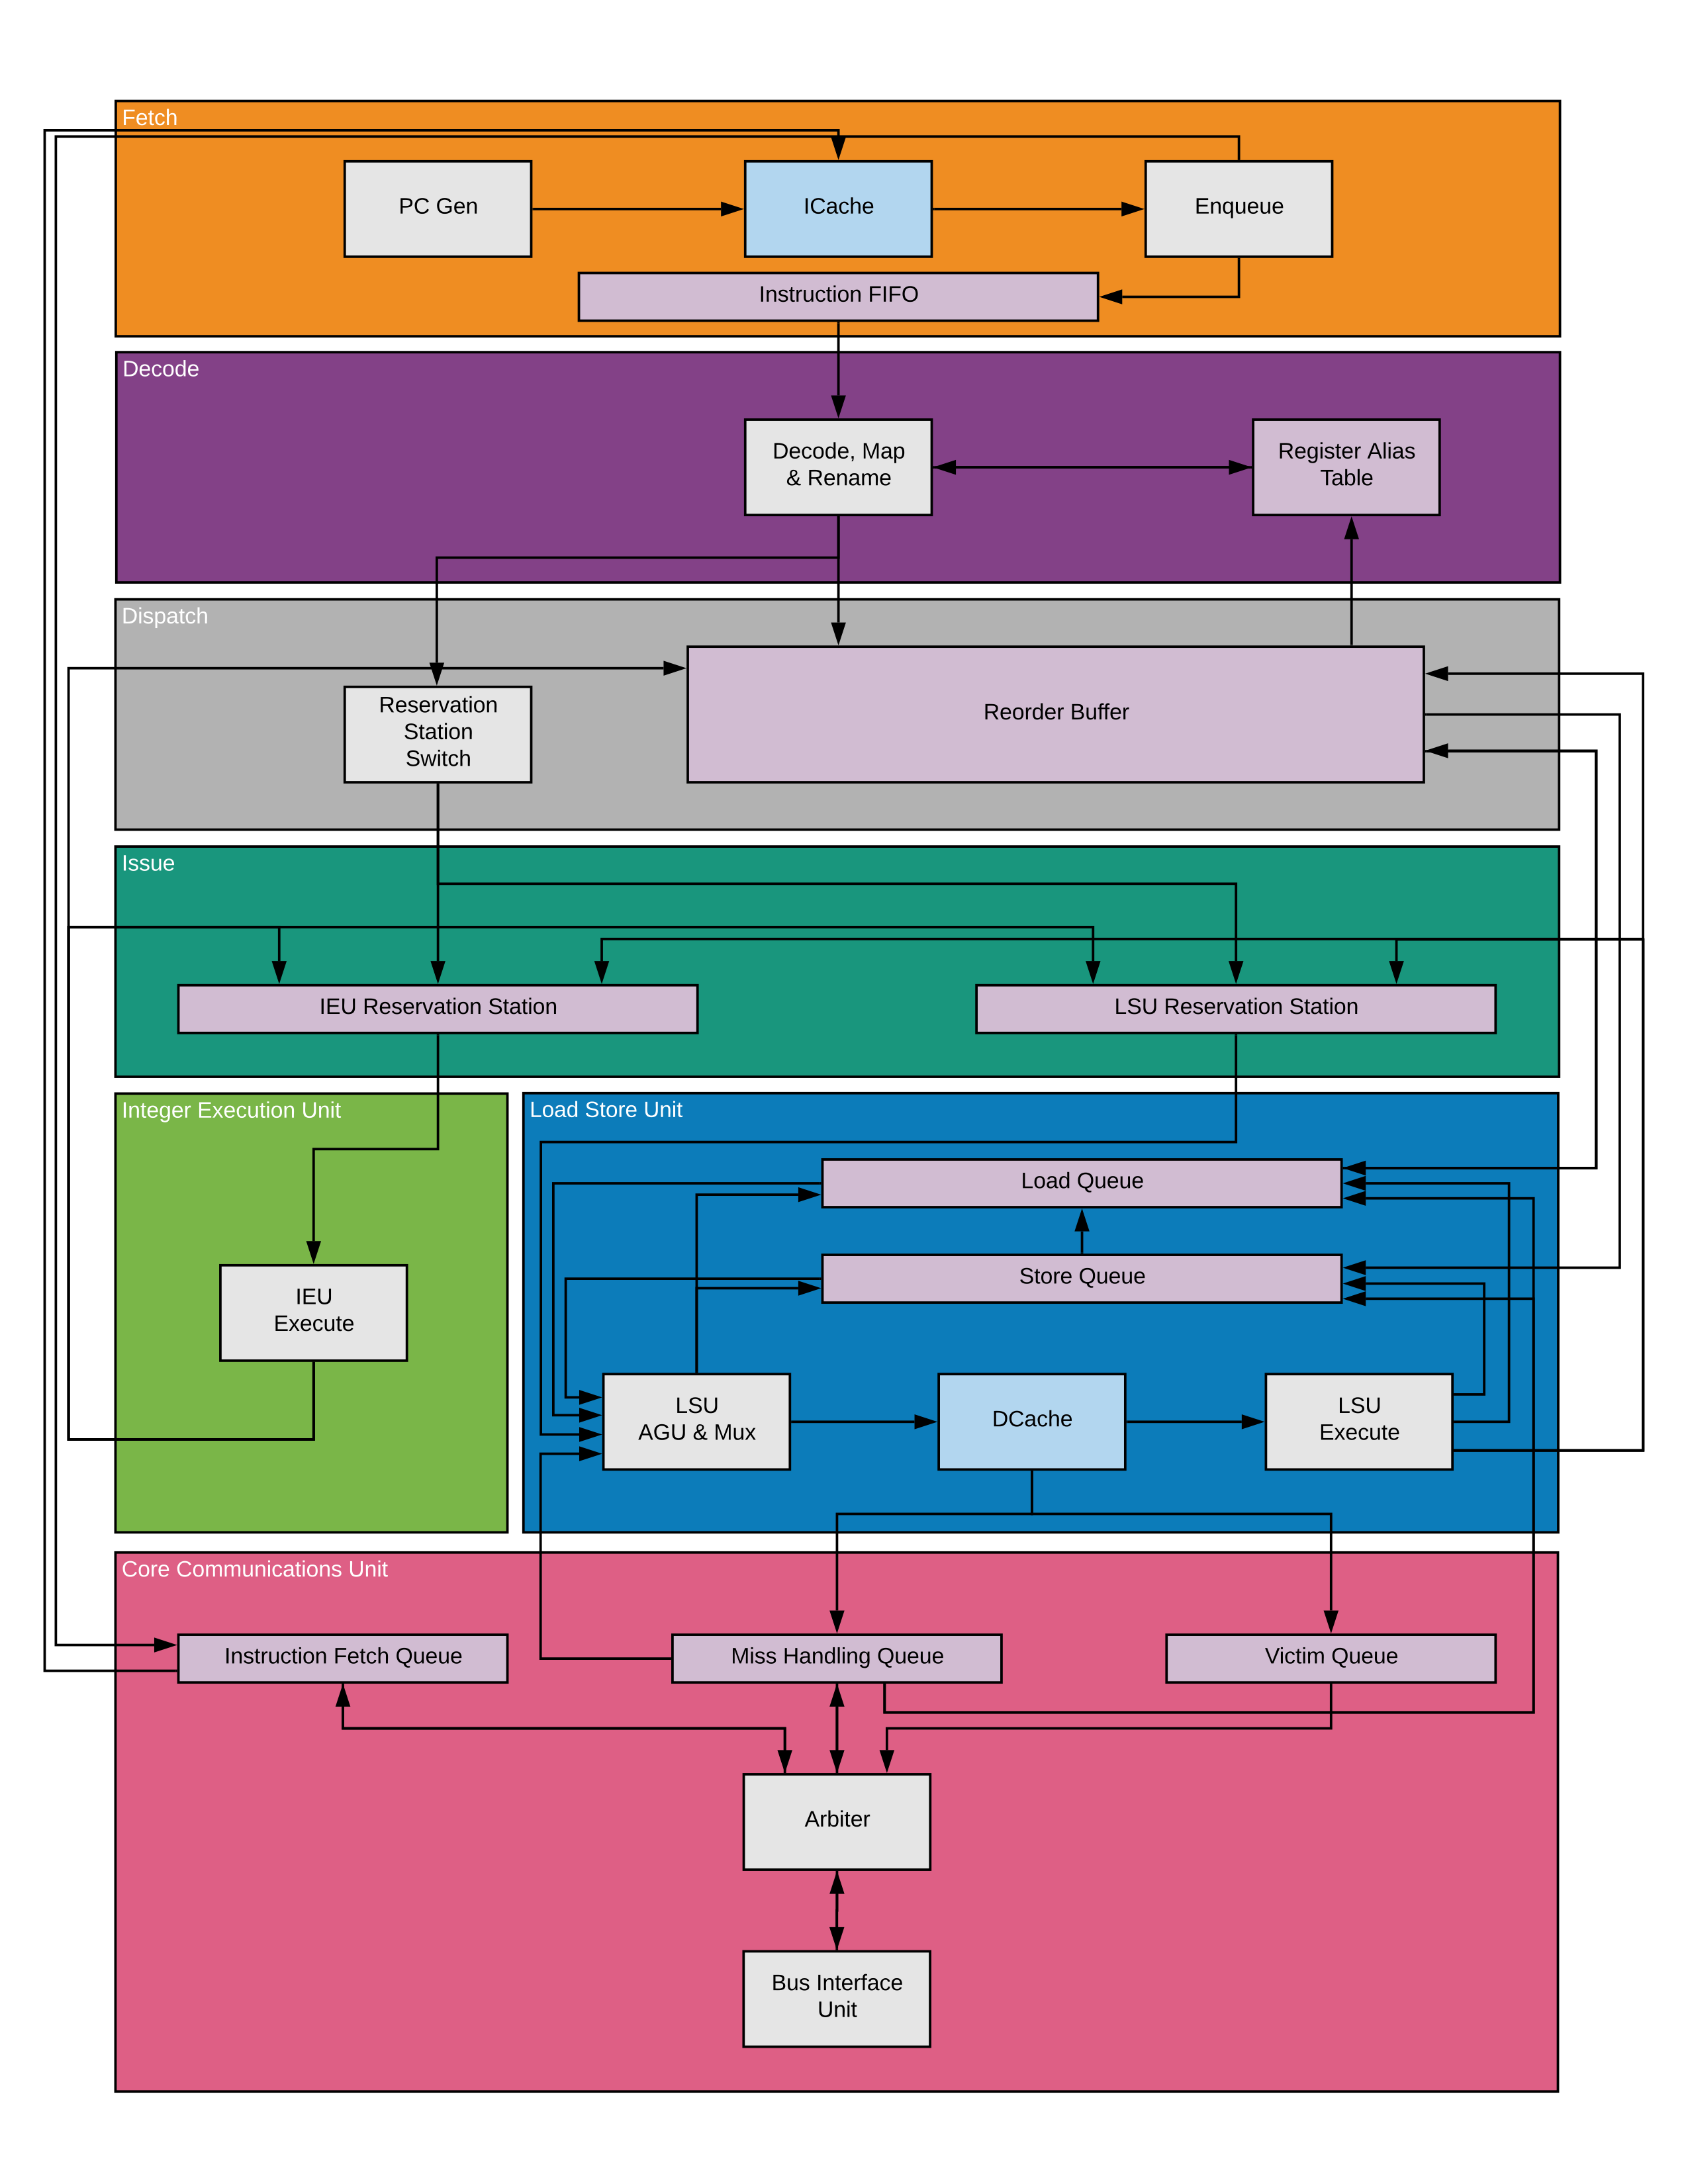 Fetch
PC Gen
ICache
Enqueue
Instruction FIFO
Decode
Decode, Map
& Rename
Register Alias
Table
Dispatch
Reservation
Station
Switch
Reorder Buffer
Issue
IEU Reservation Station
LSU Reservation Station
Integer Execution Unit
IEU
Execute
Load Store Unit
Load Queue
Store Queue
LSU
AGU & Mux
DCache
LSU
Execute
Core Communications Unit
Instruction Fetch Queue
Miss Handling Queue
Victim Queue
Arbiter
Bus Interface
Unit